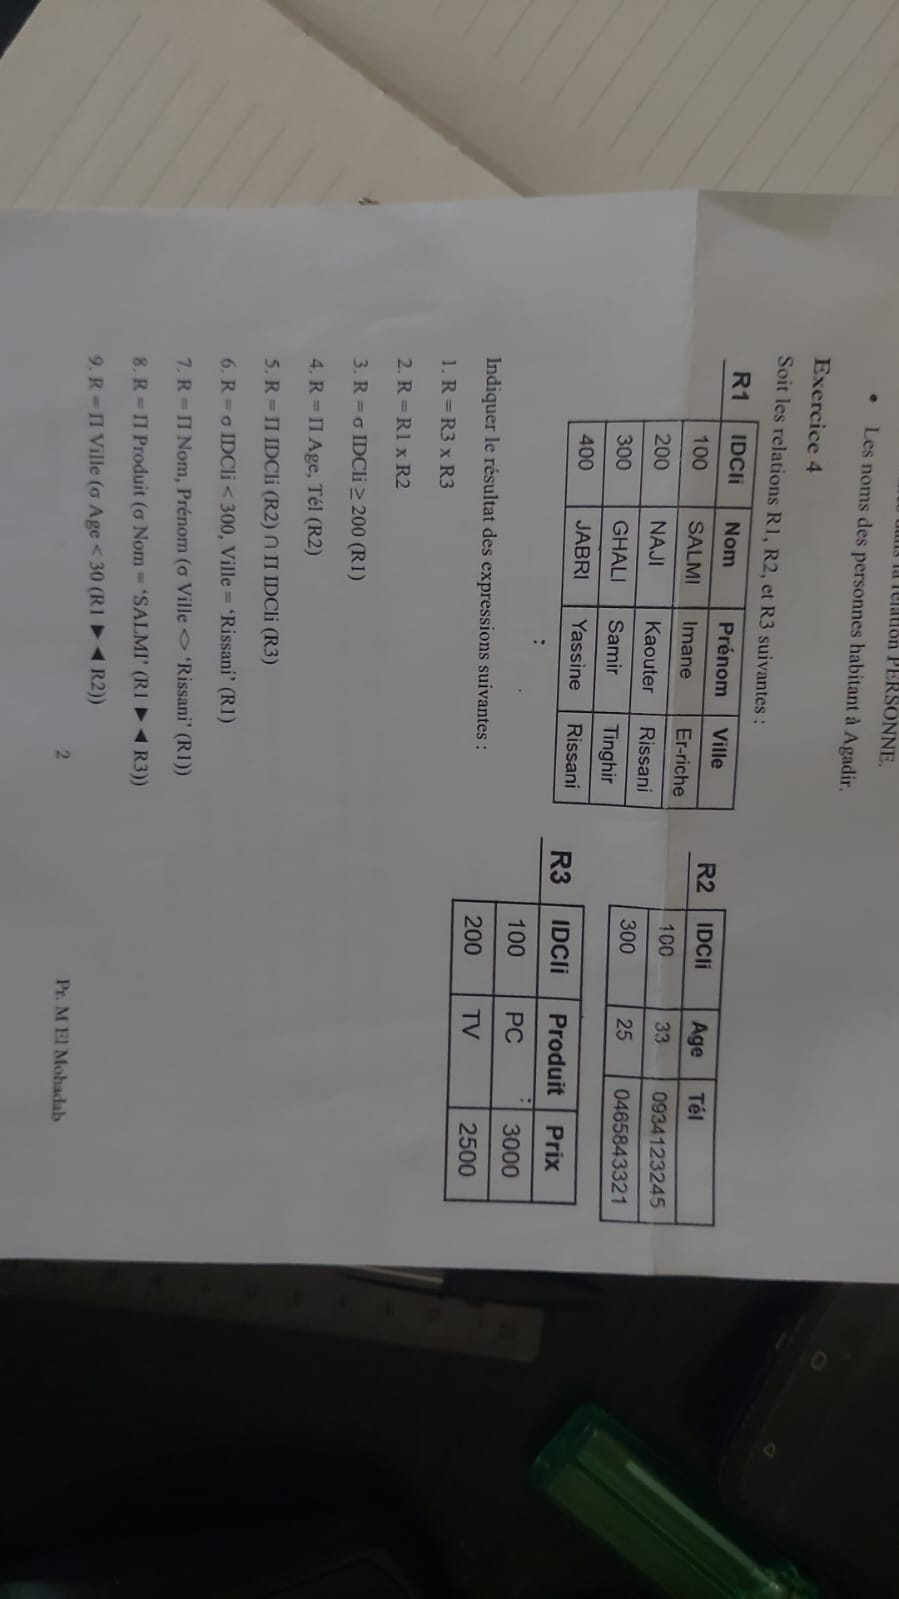 dans la relation PERSONNE.
• Les noms des personnes habitant à Agadir.
Exercice 4
Soit les relations R1, R2, et R3 suivantes :
R1 IDCli Nom Prénom Ville
100 SALMI Imane Er-riche
200 NAJI Kaouter Rissani
300 GHALI Samir Tinghir
400 JABRI Yassine Rissani
R2 IDCli Age Tél
100 33 0934123245
300 25 0465843321
R3 IDCli Produit Prix
100 PC 3000
200 TV 2500
Indiquer le résultat des expressions suivantes :
1. R = R3 x R3
2. R = R1 x R2
3. R = σ IDCli ≥ 200 (R1)
4. R = Π Age, Tél (R2)
5. R = Π IDCli (R2) ∩ Π IDCli (R3)
6. R = σ IDCli < 300, Ville = ‘Rissani’ (R1)
7. R = Π Nom, Prénom (σ Ville <> ‘Rissani’ (R1))
8. R = Π Produit (σ Nom = ‘SALMI’ (R1 ►◄ R3))
9. R = Π Ville (σ Age < 30 (R1 ►◄ R2))
2
Pr. M El Mohadab